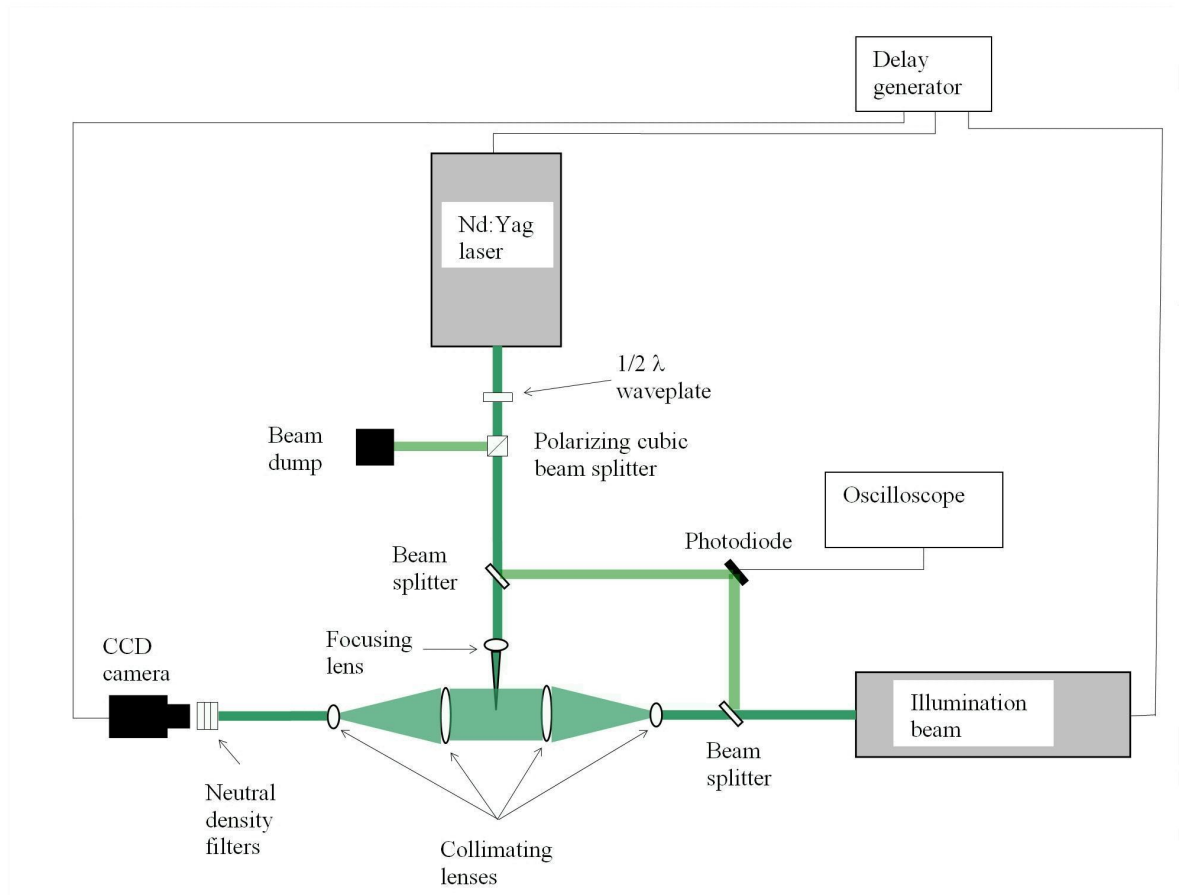 Delay
generator
Nd:Yag
laser
1/2 λ
waveplate
Beam
dump
Polarizing cubic
beam splitter
Oscilloscope
Photodiode
Beam
splitter
Focusing
lens
CCD
camera
Illumination
beam
Beam
splitter
Neutral
density
filters
Collimating
lenses